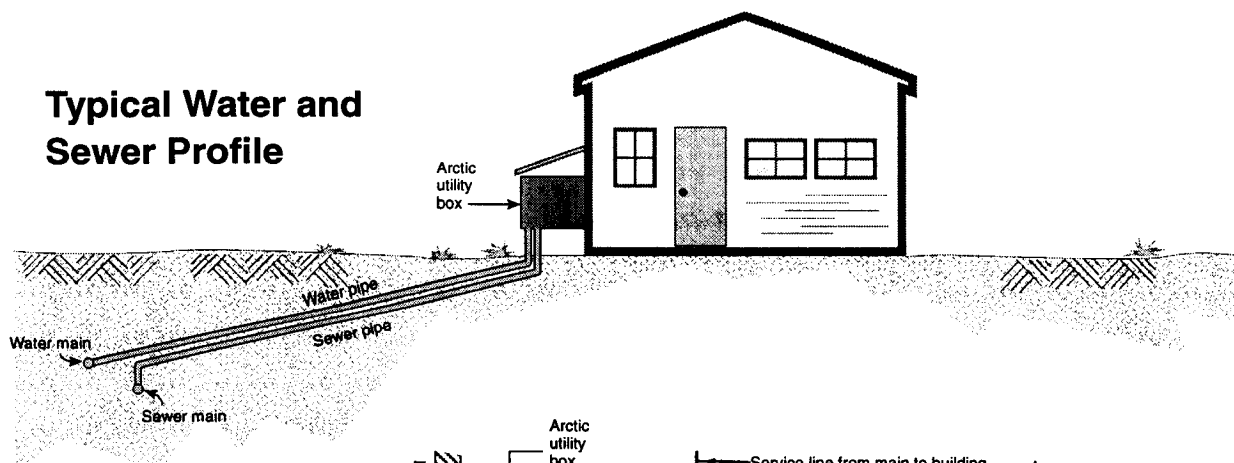 Typical Water and
Sewer Profile
Arctic
utility
box
Water pipe
Sewer pipe
Water main
Sewer main
Arctic
utility
box
Service line from main to building